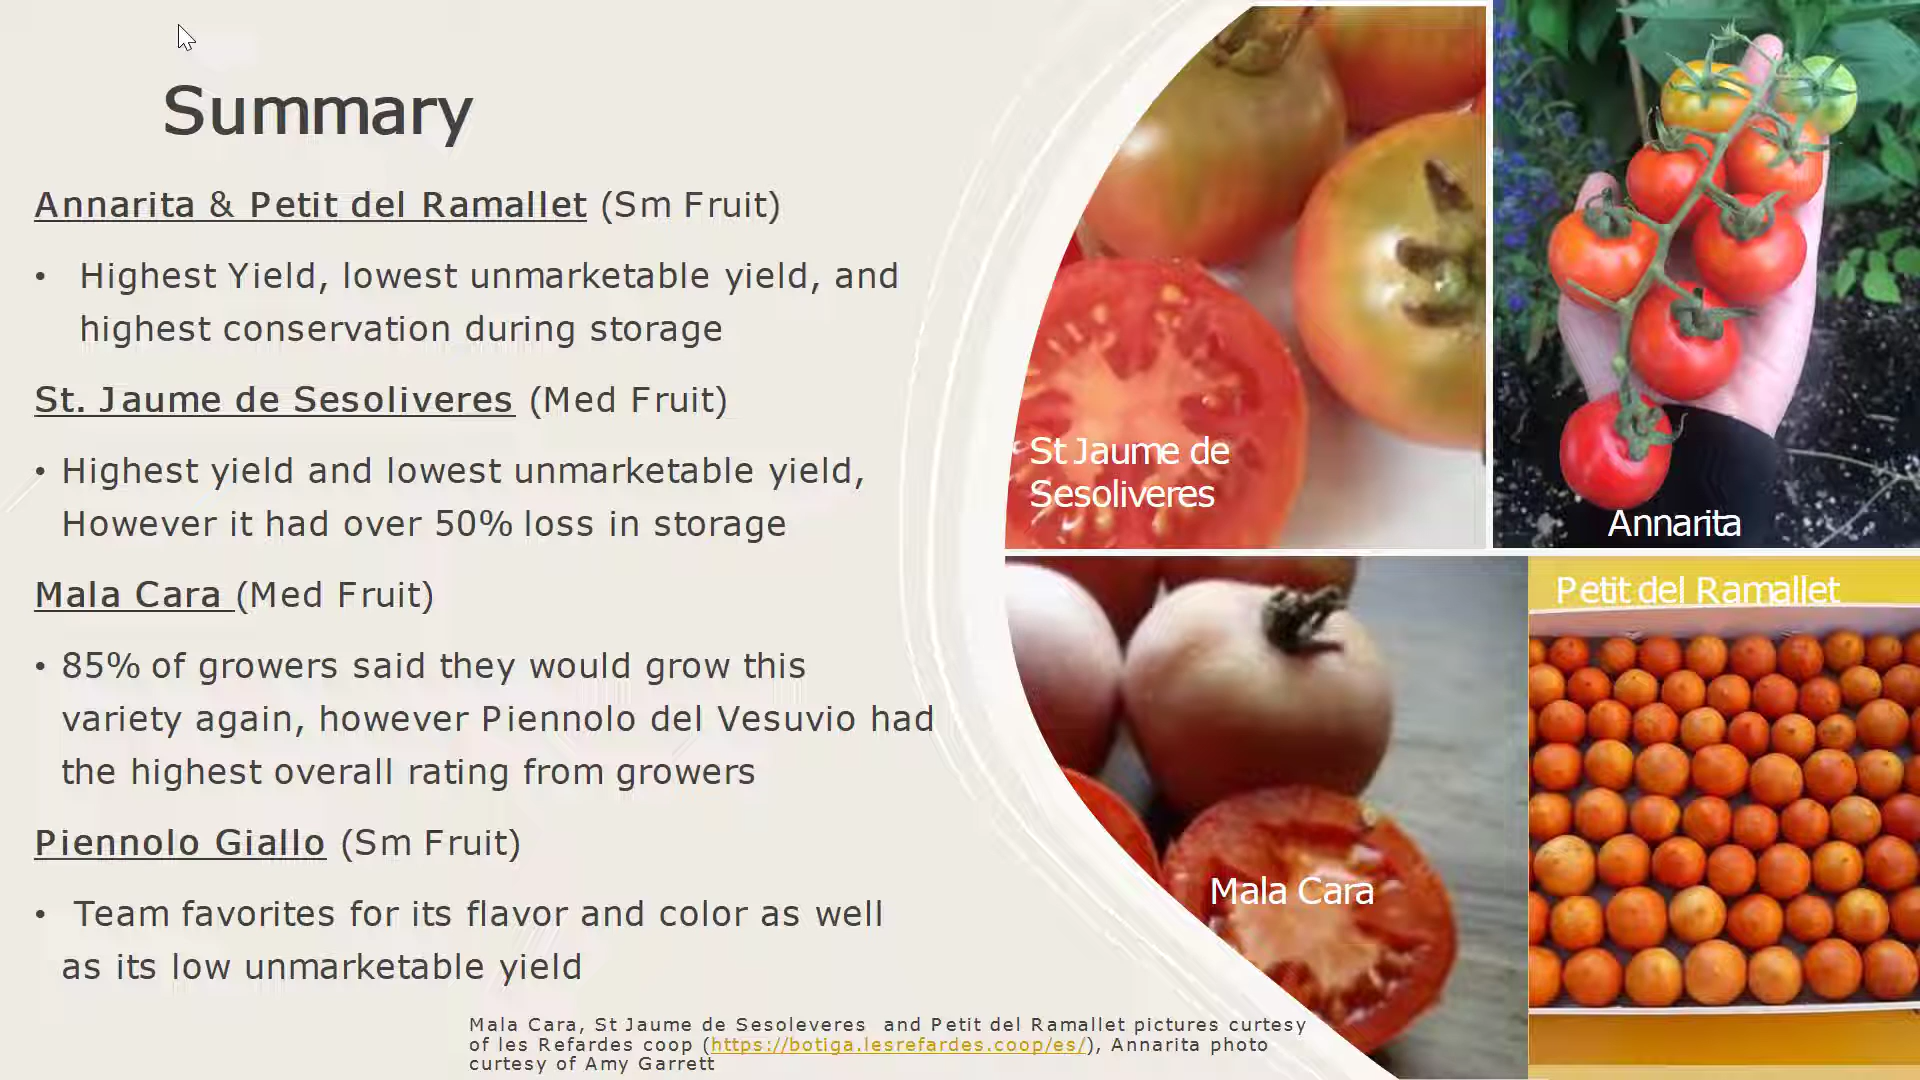 Summary
Annarita & Petit del Ramallet (Sm Fruit)
• Highest Yield, lowest unmarketable yield, and
highest conservation during storage
St. Jaume de Sesoliveres (Med Fruit)
• Highest yield and lowest unmarketable yield,
However it had over 50% loss in storage
Mala Cara (Med Fruit)
• 85% of growers said they would grow this
variety again, however Piennolo del Vesuvio had
the highest overall rating from growers
Piennolo Giallo (Sm Fruit)
• Team favorites for its flavor and color as well
as its low unmarketable yield
St Jaume de
Sesoliveres
Annarita
Mala Cara
Petit del Ramallet
Mala Cara, St Jaume de Sesoleveres and Petit del Ramallet pictures curtesy
of les Refardes coop (https://botiga.lesrefardes.coop/es/), Annarita photo
curtesy of Amy Garrett